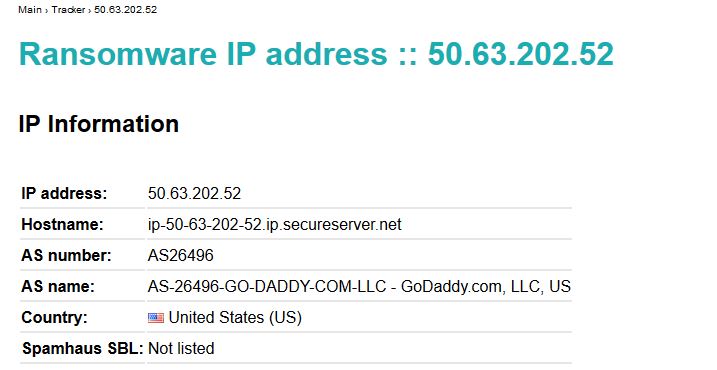 Main › Tracker › 50.63.202.52
Ransomware IP address :: 50.63.202.52
IP Information
IP address: 50.63.202.52
Hostname: ip-50-63-202-52.ip.secureserver.net
AS number: AS26496
AS name: AS-26496-GO-DADDY-COM-LLC - GoDaddy.com, LLC, US
Country: United States (US)
Spamhaus SBL: Not listed